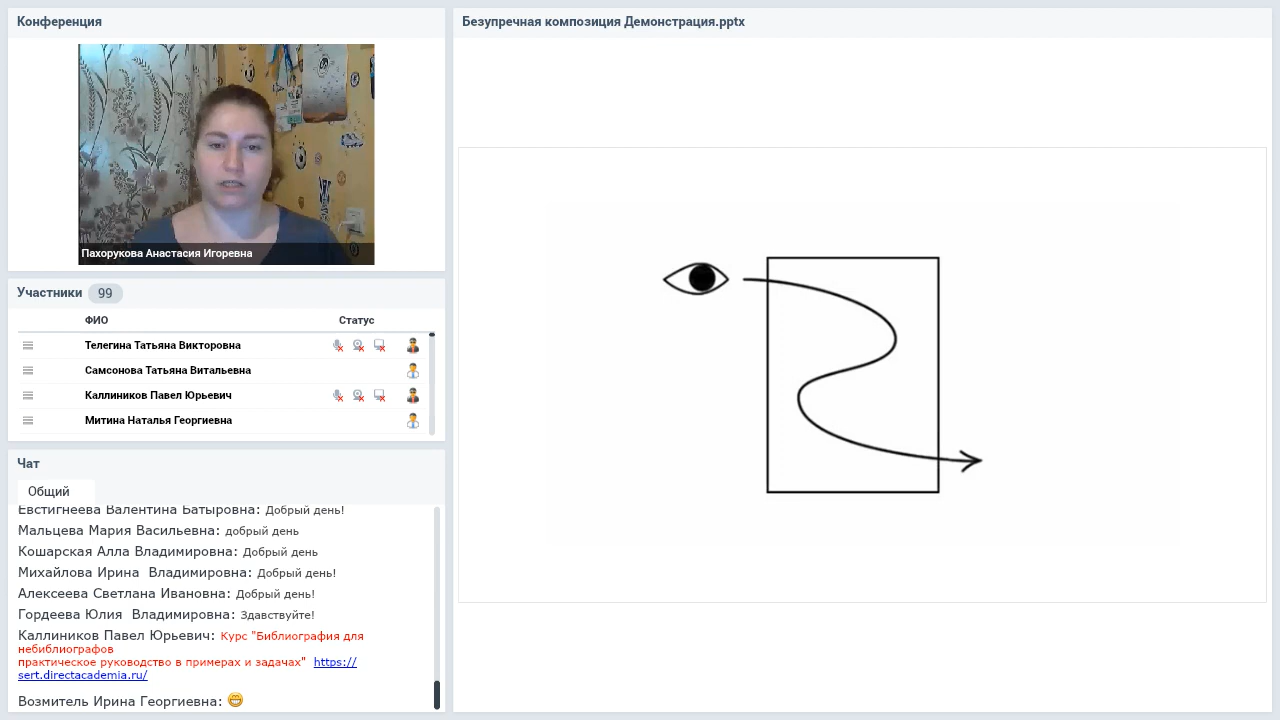 Конференция
Пахорукова Анастасия Игоревна
Участники 99
ФИО Статус
Телегина Татьяна Викторовна
Самсонова Татьяна Витальевна
Каллиников Павел Юрьевич
Митина Наталья Георгиевна
Чат
Общий
Евстигнеева Валентина Батыровна: Добрый день!
Мальцева Мария Васильевна: добрый день
Кошарская Алла Владимировна: Добрый день
Михайлова Ирина Владимировна: Добрый день!
Алексеева Светлана Ивановна: Добрый день!
Гордеева Юлия Владимировна: Здавствуйте!
Каллиников Павел Юрьевич: Курс "Библиография для
небиблиографов
практическое руководство в примерах и задачах" https://
sert.directacademia.ru/
Возмитель Ирина Георгиевна:
Безупречная композиция Демонстрация.pptx